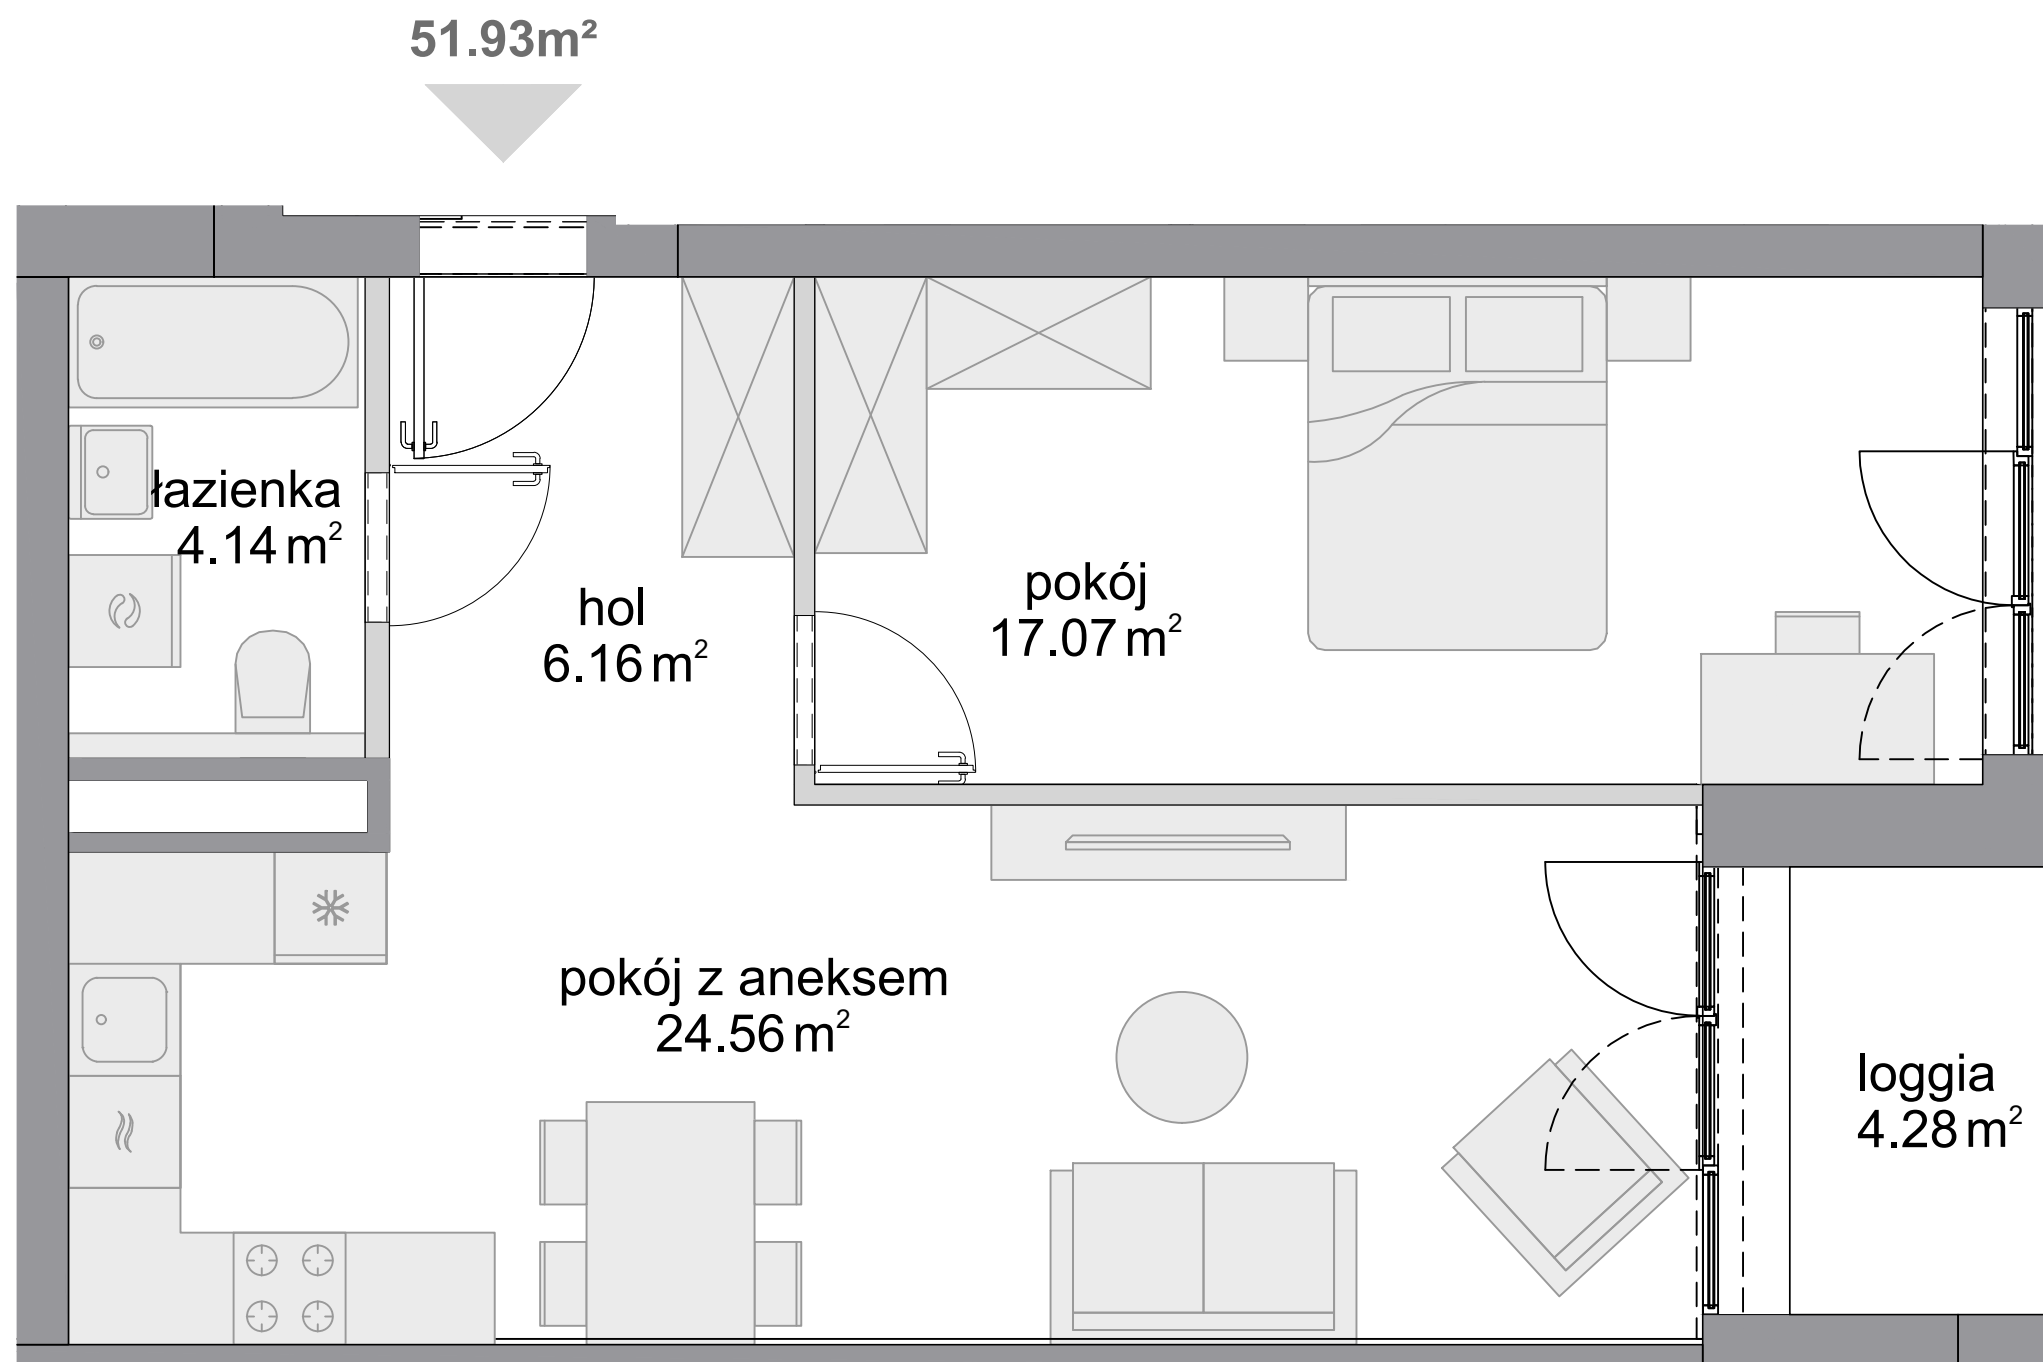 51.93m²
łazienka
4.14 m²
hol
6.16 m²
pokój
17.07 m²
pokój z aneksem
24.56 m²
loggia
4.28 m²